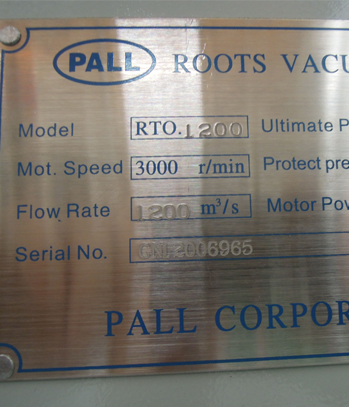 PALL ROOTS VACU
Model RTO.1200 Ultimate P
Mot. Speed 3000 r/min Protect pre
Flow Rate 1200 m³/s Motor Pov
Serial No. 2006965
PALL CORPOR